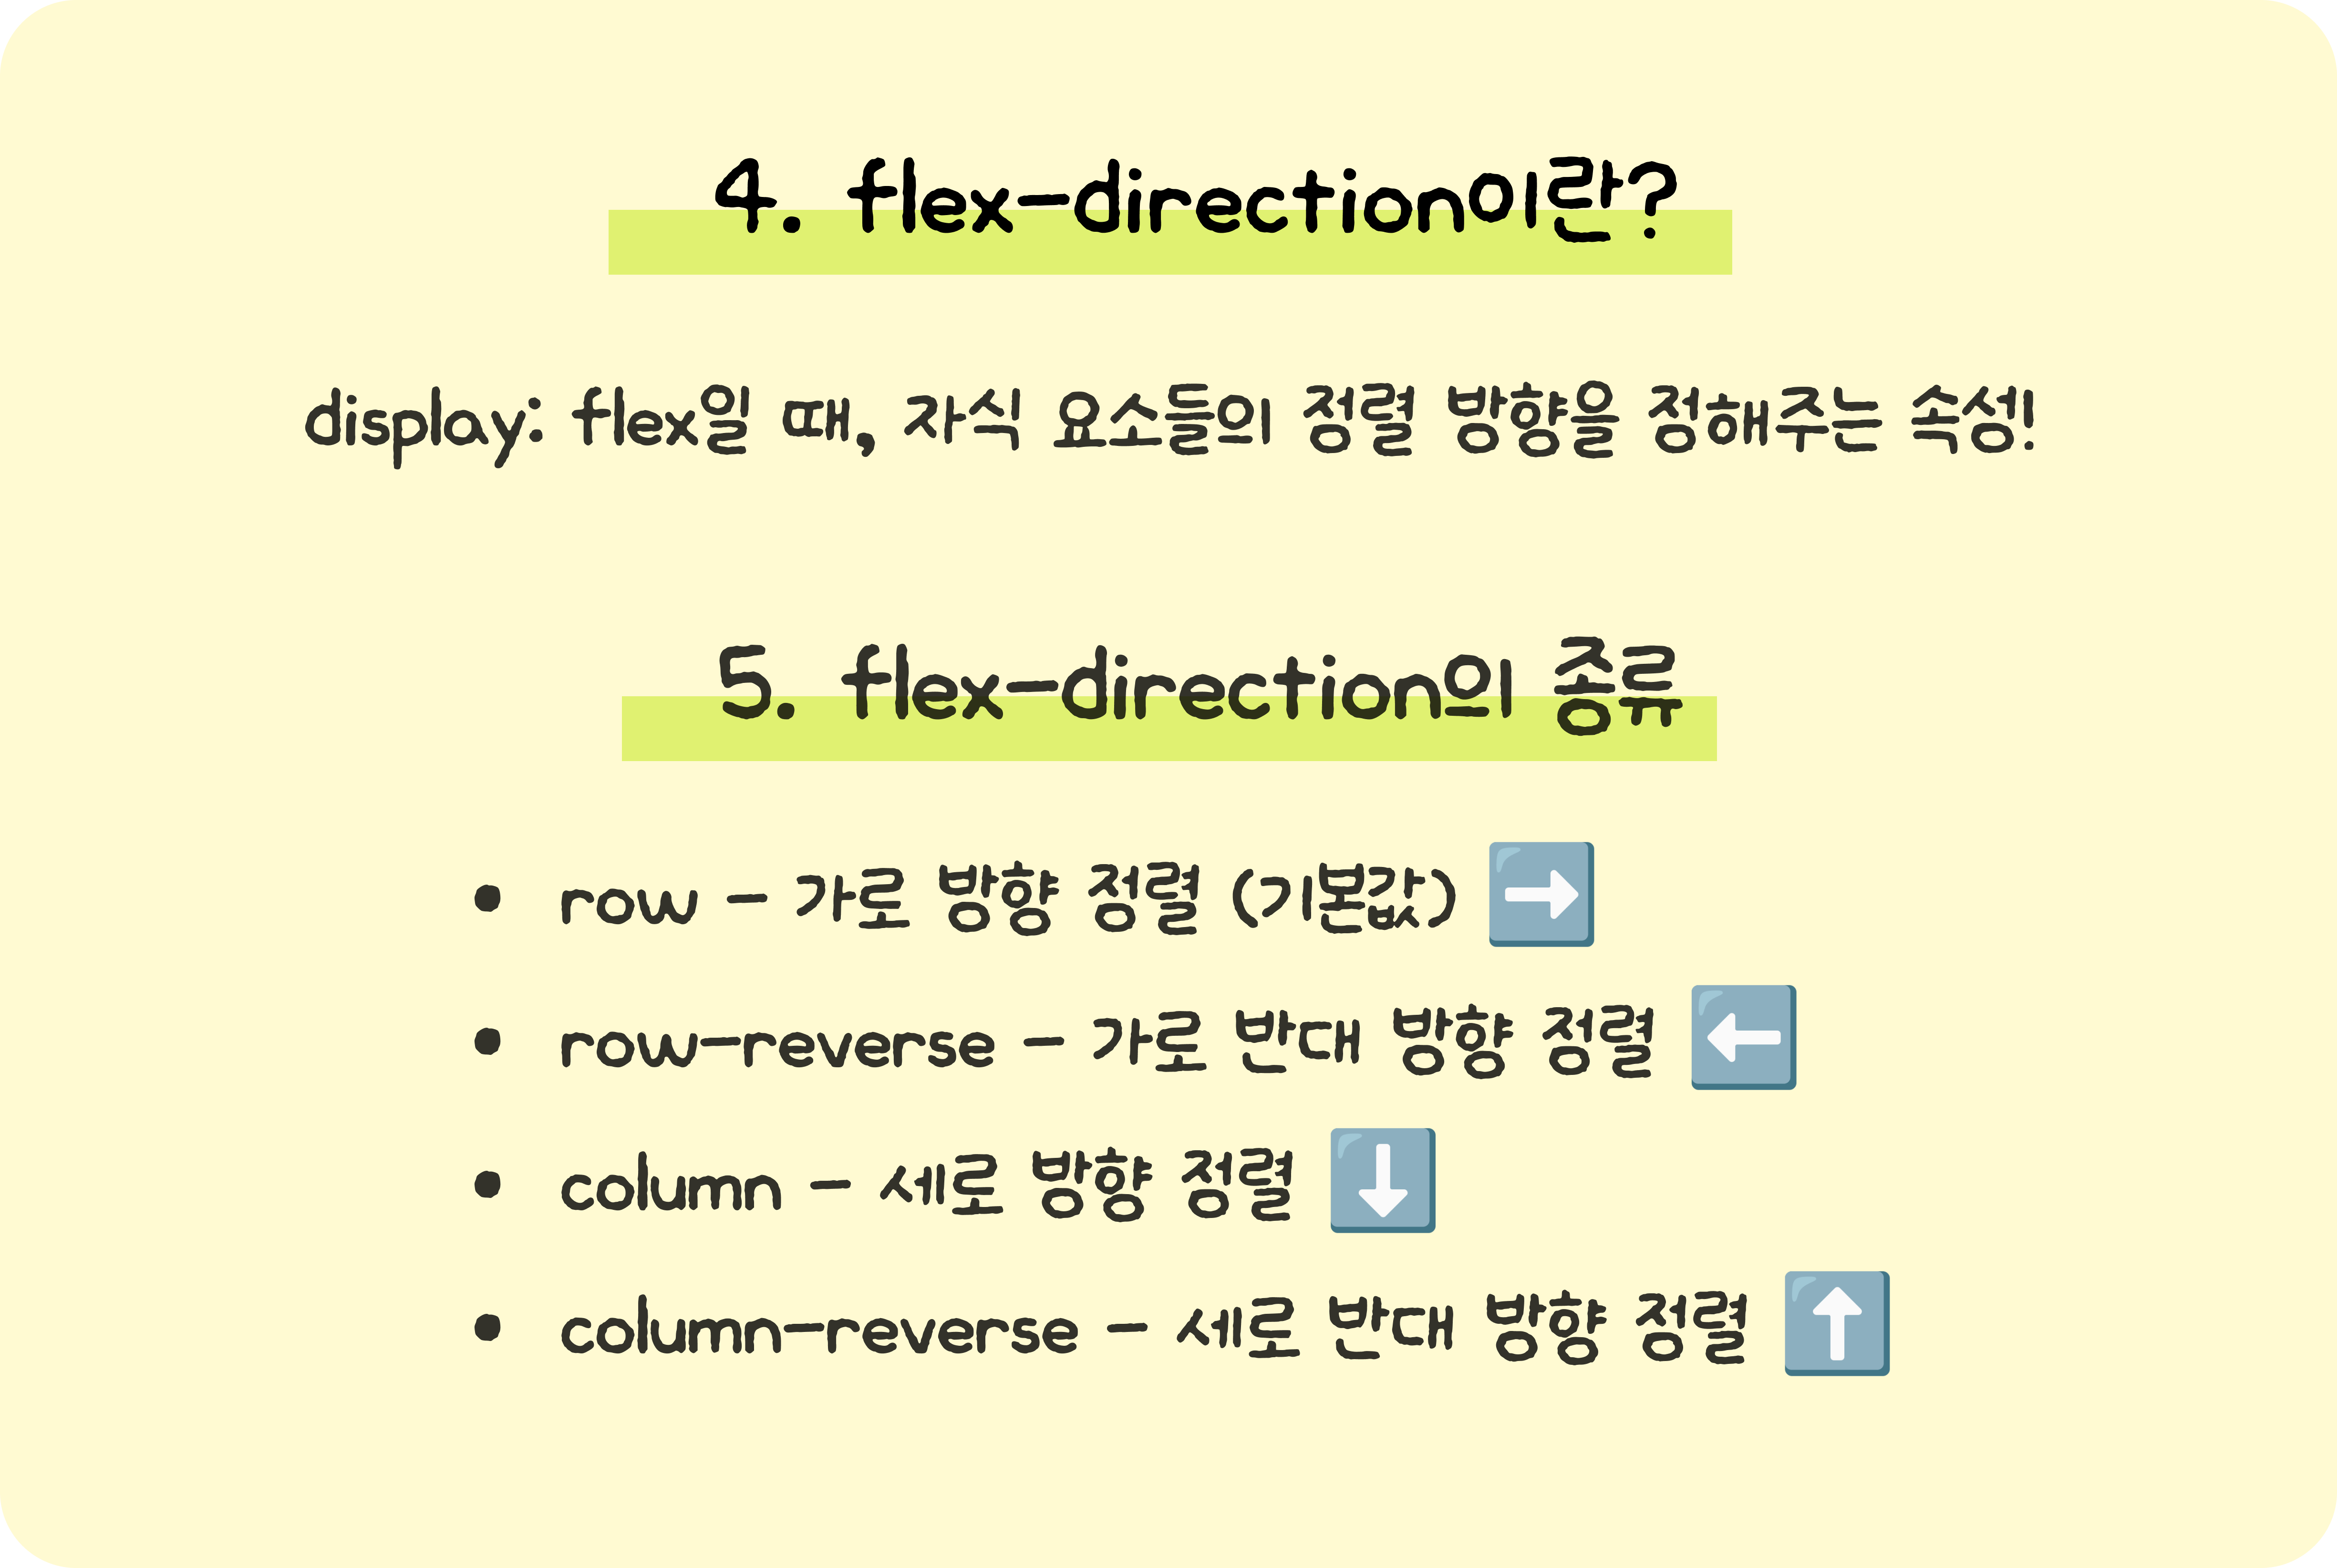 4. flex-direction이란?
display: flex일 때, 자식 요소들의 정렬 방향을 정해주는 속성!
5. flex-direction의 종류
• row - 가로 방향 정렬 (기본값) ➡️
• row-reverse - 가로 반대 방향 정렬 ⬅️
• column - 세로 방향 정렬 ⬇️
• column-reverse - 세로 반대 방향 정렬 ⬆️